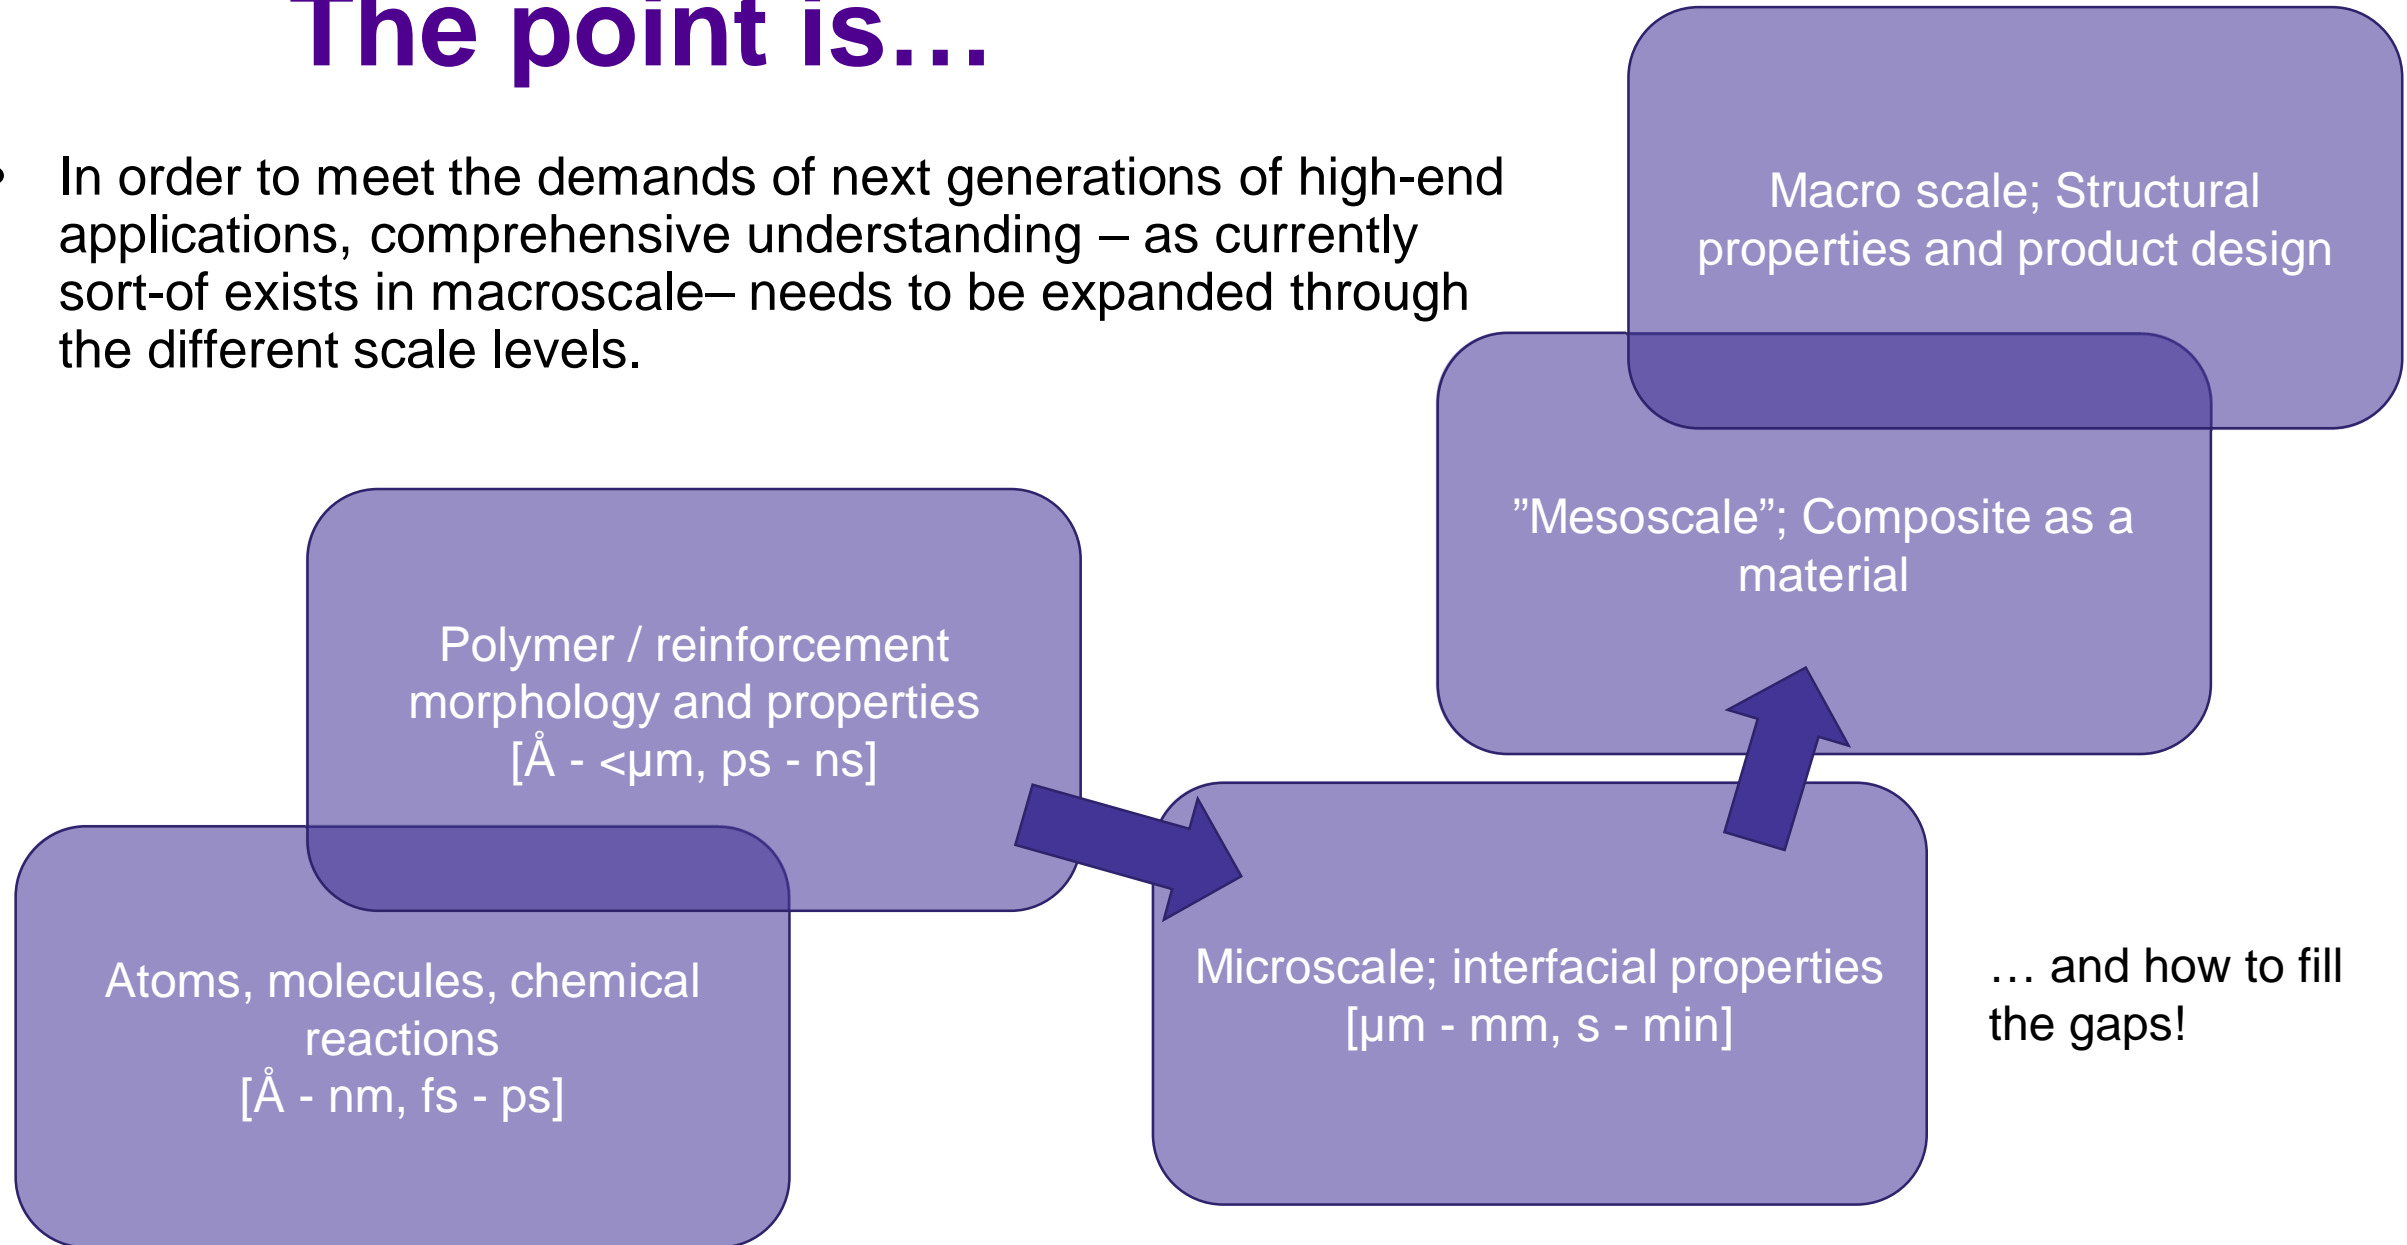 The point is…
• In order to meet the demands of next generations of high-end
applications, comprehensive understanding – as currently
sort-of exists in macroscale– needs to be expanded through
the different scale levels.
Macro scale; Structural
properties and product design
”Mesoscale”; Composite as a
material
Polymer / reinforcement
morphology and properties
[Å - <μm, ps - ns]
Atoms, molecules, chemical
reactions
[Å - nm, fs - ps]
Microscale; interfacial properties
[μm - mm, s - min]
… and how to fill
the gaps!